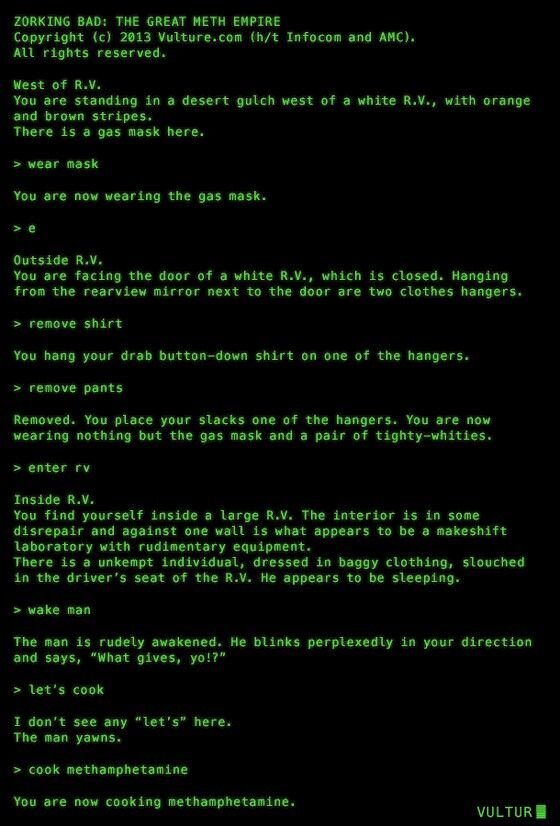 ZORKING BAD: THE GREAT METH EMPIRE
Copyright (c) 2013 Vulture.com (h/t Infocom and AMC).
All rights reserved.
West of R.V.
You are standing in a desert gulch west of a white R.V., with orange
and brown stripes.
There is a gas mask here.
> wear mask
You are now wearing the gas mask.
> e
Outside R.V.
You are facing the door of a white R.V., which is closed. Hanging
from the rearview mirror next to the door are two clothes hangers.
> remove shirt
You hang your drab button-down shirt on one of the hangers.
> remove pants
Removed. You place your slacks one of the hangers. You are now
wearing nothing but the gas mask and a pair of tighty-whities.
> enter rv
Inside R.V.
You find yourself inside a large R.V. The interior is in some
disrepair and against one wall is what appears to be a makeshift
laboratory with rudimentary equipment.
There is a unkempt individual, dressed in baggy clothing, slouched
in the driver’s seat of the R.V. He appears to be sleeping.
> wake man
The man is rudely awakened. He blinks perplexedly in your direction
and says, “What gives, yo!?”
> let’s cook
I don’t see any “let’s” here.
The man yawns.
> cook methamphetamine
You are now cooking methamphetamine.
VULTUR